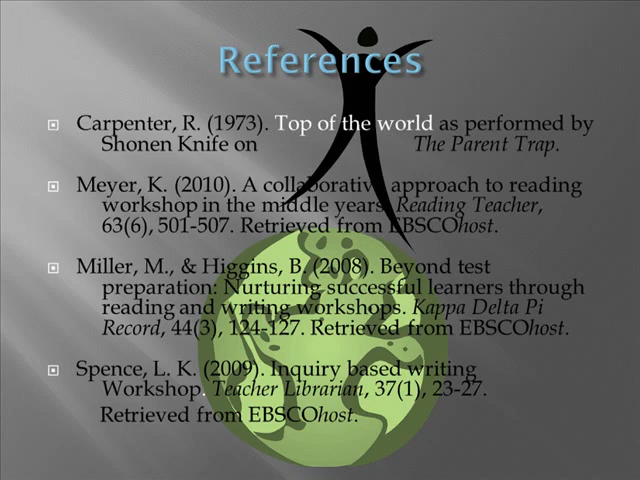 References
Carpenter, R. (1973). Top of the world as performed by
Shonen Knife on The Parent Trap.
Meyer, K. (2010). A collaborative approach to reading
workshop in the middle years. Reading Teacher,
63(6), 501-507. Retrieved from EBSCOhost.
Miller, M., & Higgins, B. (2008). Beyond test
preparation: Nurturing successful learners through
reading and writing workshops. Kappa Delta Pi
Record, 44(3), 124-127. Retrieved from EBSCOhost.
Spence, L. K. (2009). Inquiry based writing
Workshop. Teacher Librarian, 37(1), 23-27.
Retrieved from EBSCOhost.